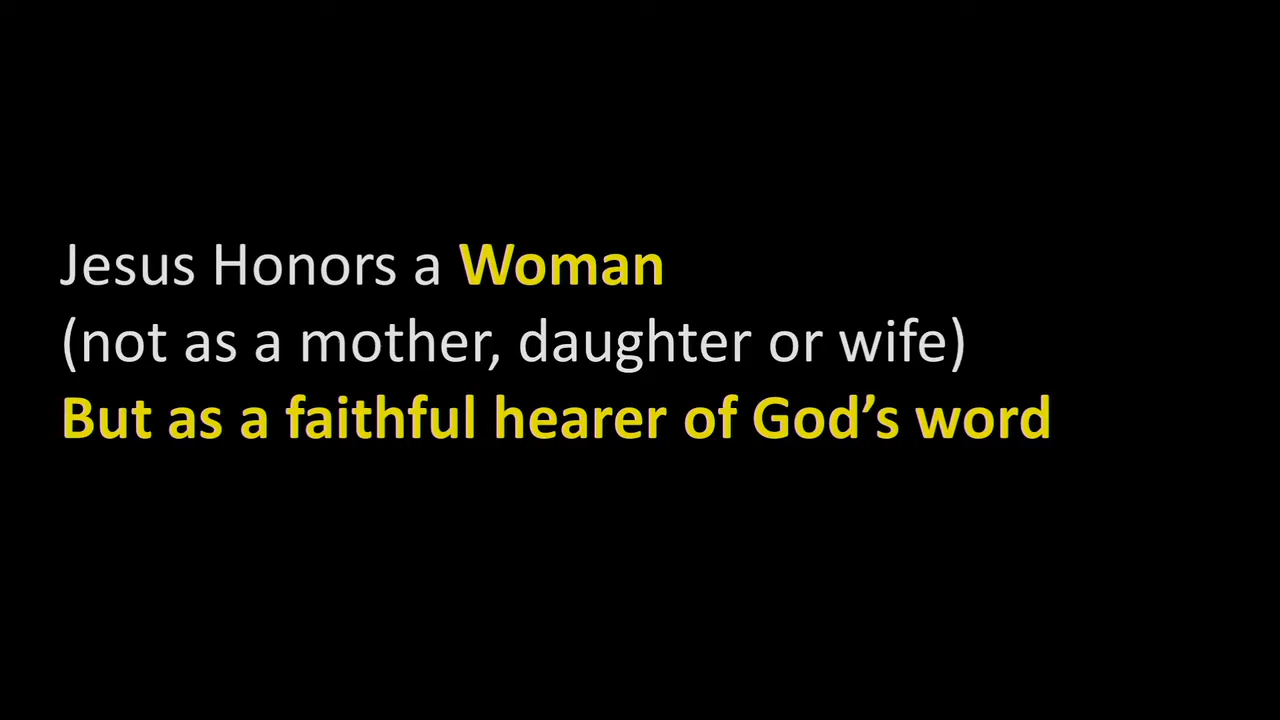 Jesus Honors a Woman
(not as a mother, daughter or wife)
But as a faithful hearer of God’s word